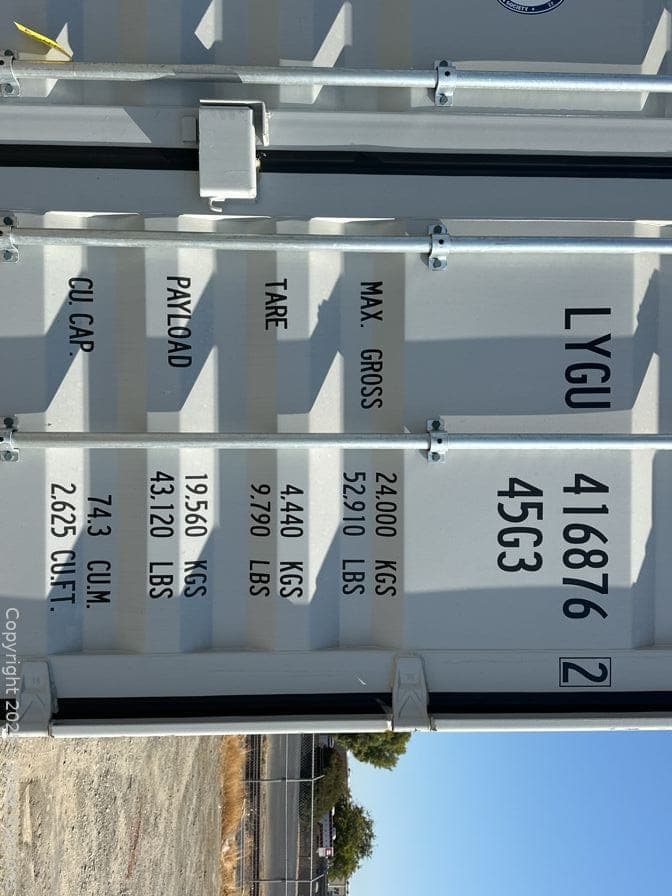 LYGU 416876 2
45G3
MAX. GROSS 24,000 KGS
52,910 LBS
TARE 4,440 KGS
9,790 LBS
PAYLOAD 19,560 KGS
43,120 LBS
CU. CAP. 74.3 CU.M.
2,625 CU.FT.